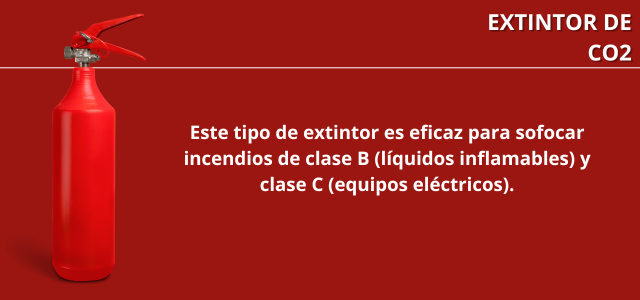 EXTINTOR DE
CO2
Este tipo de extintor es eficaz para sofocar
incendios de clase B (líquidos inflamables) y
clase C (equipos eléctricos).